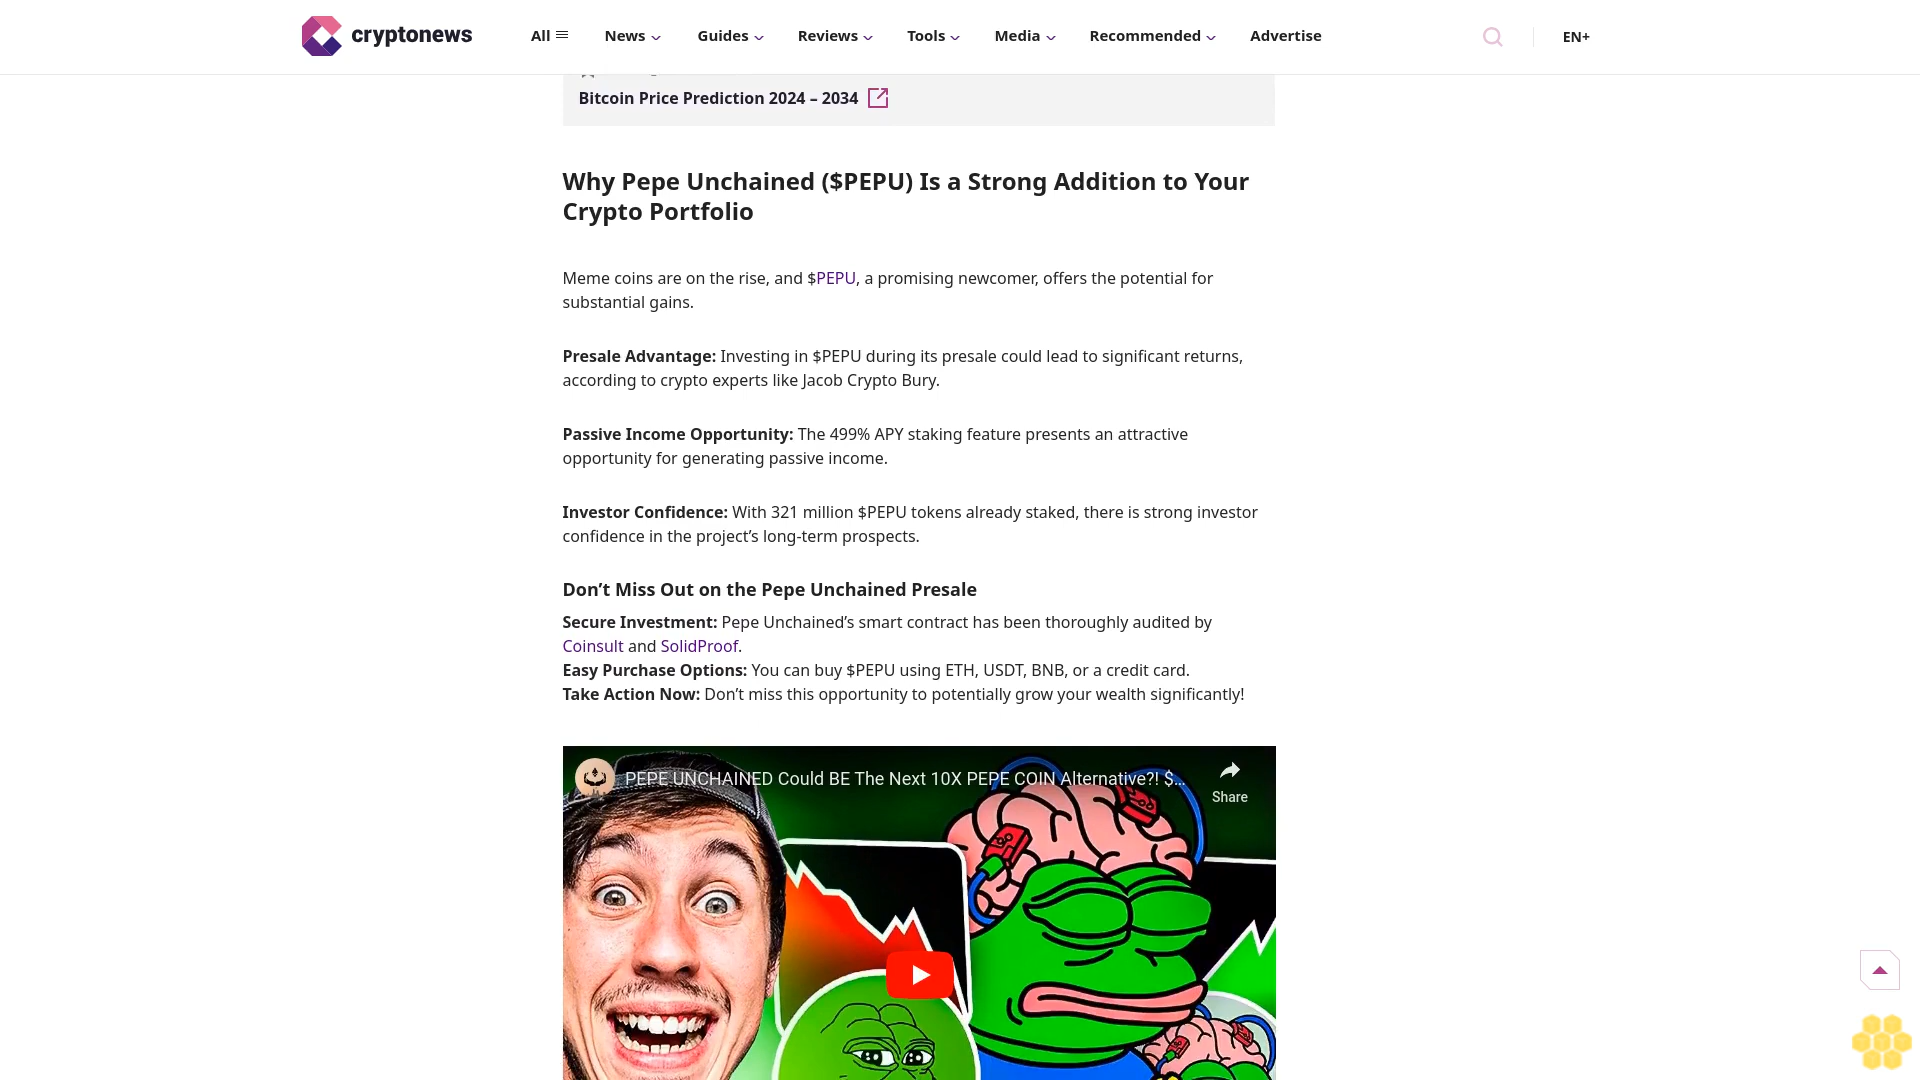 cryptonews
All
News
Guides
Reviews
Tools
Media
Recommended
Advertise
EN+
Bitcoin Price Prediction 2024 – 2034
Why Pepe Unchained ($PEPU) Is a Strong Addition to Your
Crypto Portfolio
Meme coins are on the rise, and $PEPU, a promising newcomer, offers the potential for
substantial gains.
Presale Advantage: Investing in $PEPU during its presale could lead to significant returns,
according to crypto experts like Jacob Crypto Bury.
Passive Income Opportunity: The 499% APY staking feature presents an attractive
opportunity for generating passive income.
Investor Confidence: With 321 million $PEPU tokens already staked, there is strong investor
confidence in the project’s long-term prospects.
Don’t Miss Out on the Pepe Unchained Presale
Secure Investment: Pepe Unchained’s smart contract has been thoroughly audited by
Coinsult and SolidProof.
Easy Purchase Options: You can buy $PEPU using ETH, USDT, BNB, or a credit card.
Take Action Now: Don’t miss this opportunity to potentially grow your wealth significantly!
PEPE UNCHAINED Could BE The Next 10X PEPE COIN Alternative?! $...
Share